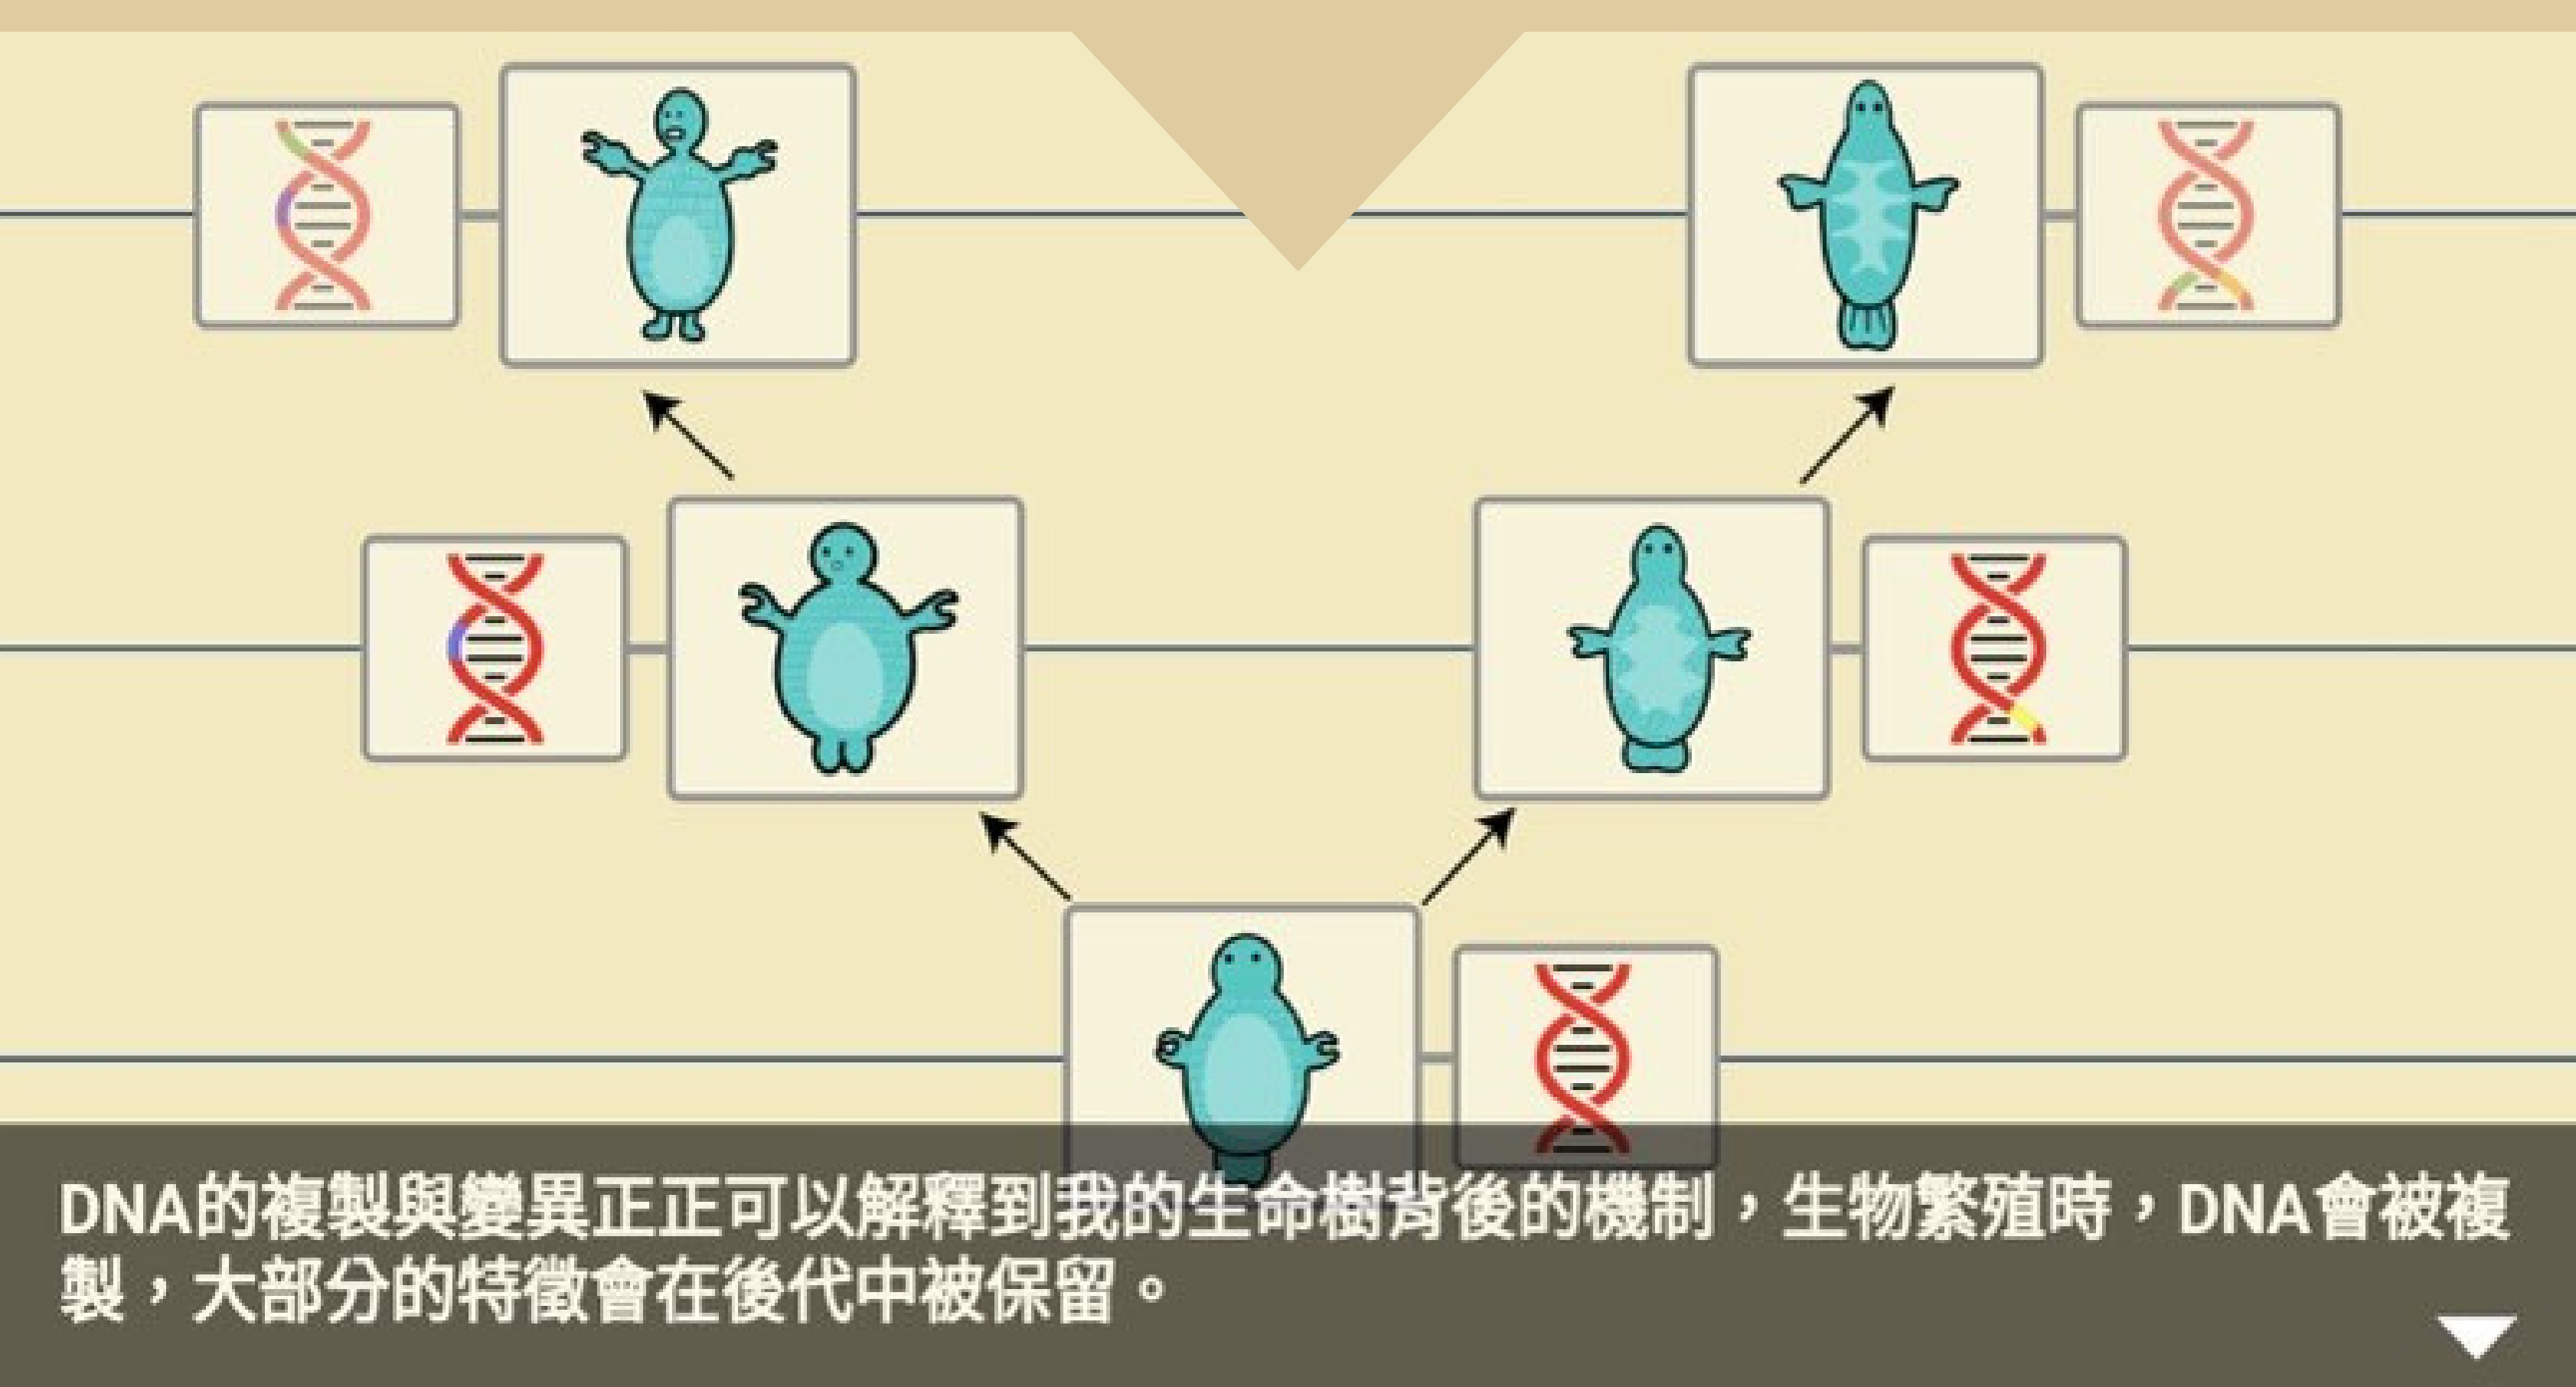 DNA的複製與變異正正可以解釋到我的生命樹背後的機制，生物繁殖時，DNA會被複
製，大部分的特徵會在後代中被保留。